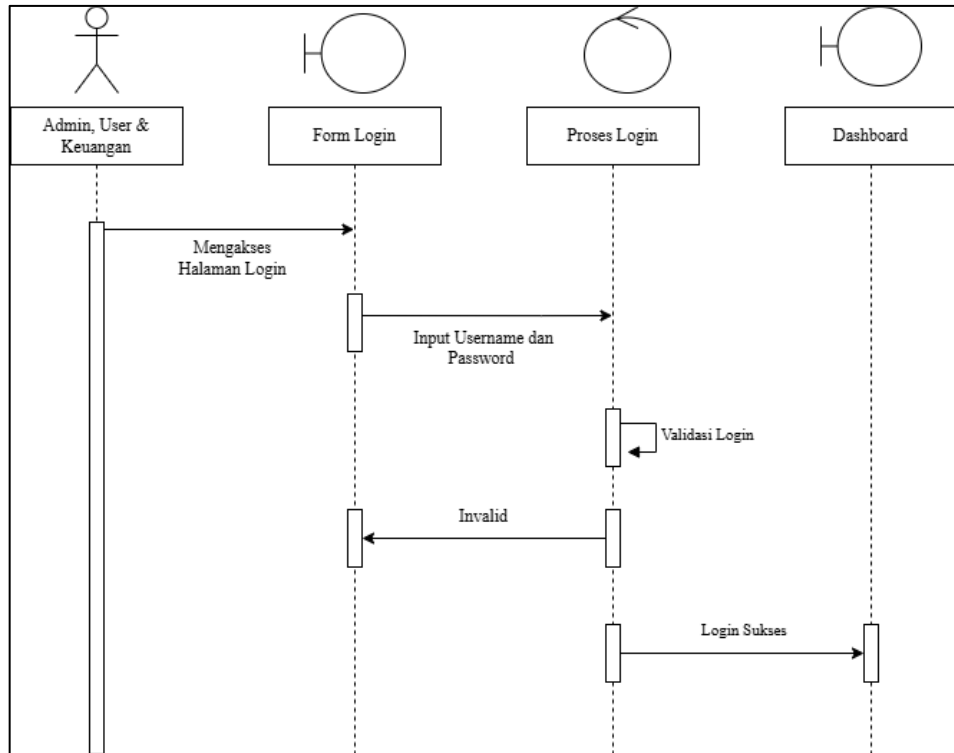 Admin, User &
Keuangan
Form Login
Proses Login
Dashboard
Mengakses
Halaman Login
Input Username dan
Password
Validasi Login
Invalid
Login Sukses